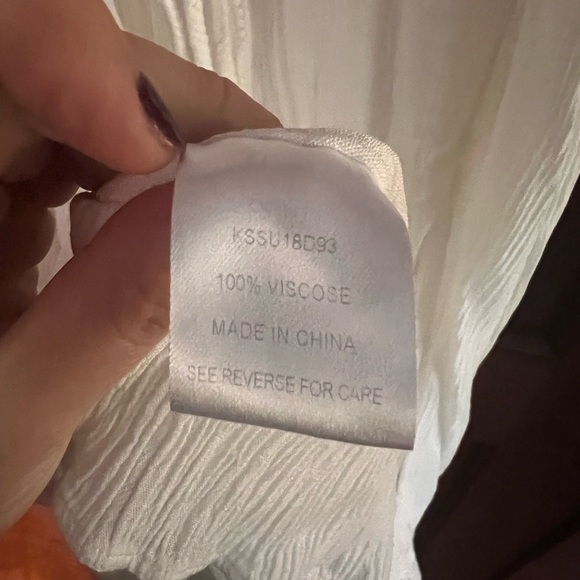 KSSU18D93
100% VISCOSE
MADE IN CHINA
SEE REVERSE FOR CARE